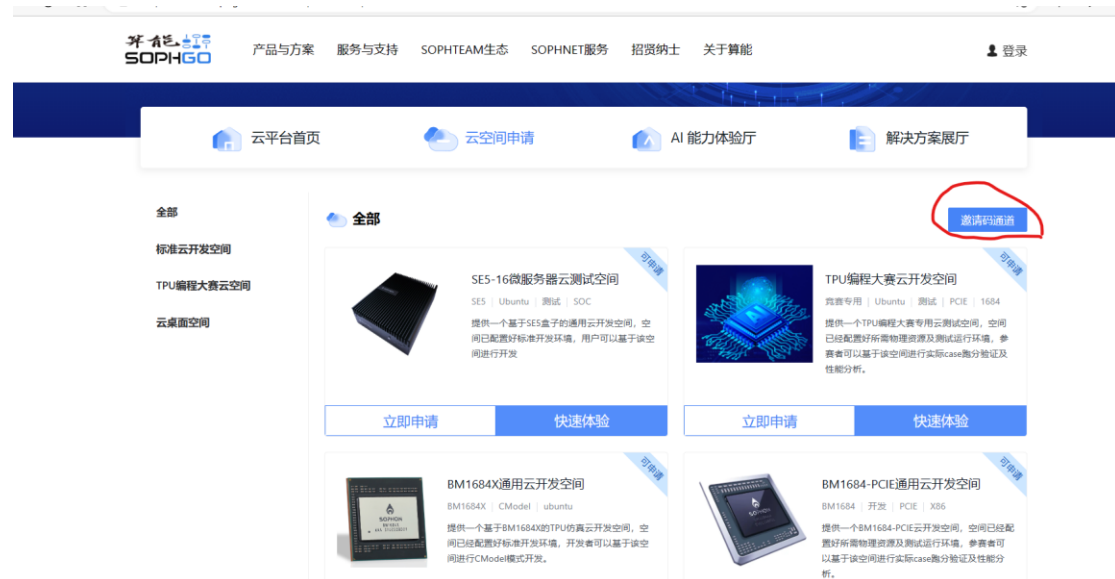 算能
SOPHGO
产品与方案 服务与支持 SOPHTEAM生态 SOPHNET服务 招贤纳士 关于算能
登录
云平台首页 云空间申请 AI 能力体验厅 解决方案展厅
全部
标准云开发空间
TPU编程大赛云空间
云桌面空间
全部
邀请码通道
可申请
SE5-16微服务器云测试空间
SE5 | Ubuntu | 测试 | SOC
提供一个基于SE5盒子的通用云开发空间，空
间已配置好标准开发环境，用户可以基于该空
间进行开发
立即申请 快速体验
可申请
TPU编程大赛云开发空间
竞赛专用 | Ubuntu | 测试 | PCIE | 1684
提供一个TPU编程大赛专用云测试空间，空间
已经配置好所需物理资源及测试运行环境，参
赛者可以基于该空间进行实际case跑分验证及
性能分析。
立即申请 快速体验
可申请
BM1684X通用云开发空间
BM1684X | CModel | ubuntu
提供一个基于BM1684X的TPU仿真云开发空间，空
间已经配置好标准开发环境，开发者可以基于该空
间进行CModel模式开发。
SOPHON
可申请
BM1684-PCIE通用云开发空间
BM1684 | 开发 | PCIE | X86
提供一个BM1684-PCIE云开发空间，空间已经配
置好所需物理资源及测试运行环境，参赛者可
以基于该空间进行实际case跑分验证及性能分
析。
SOPHON